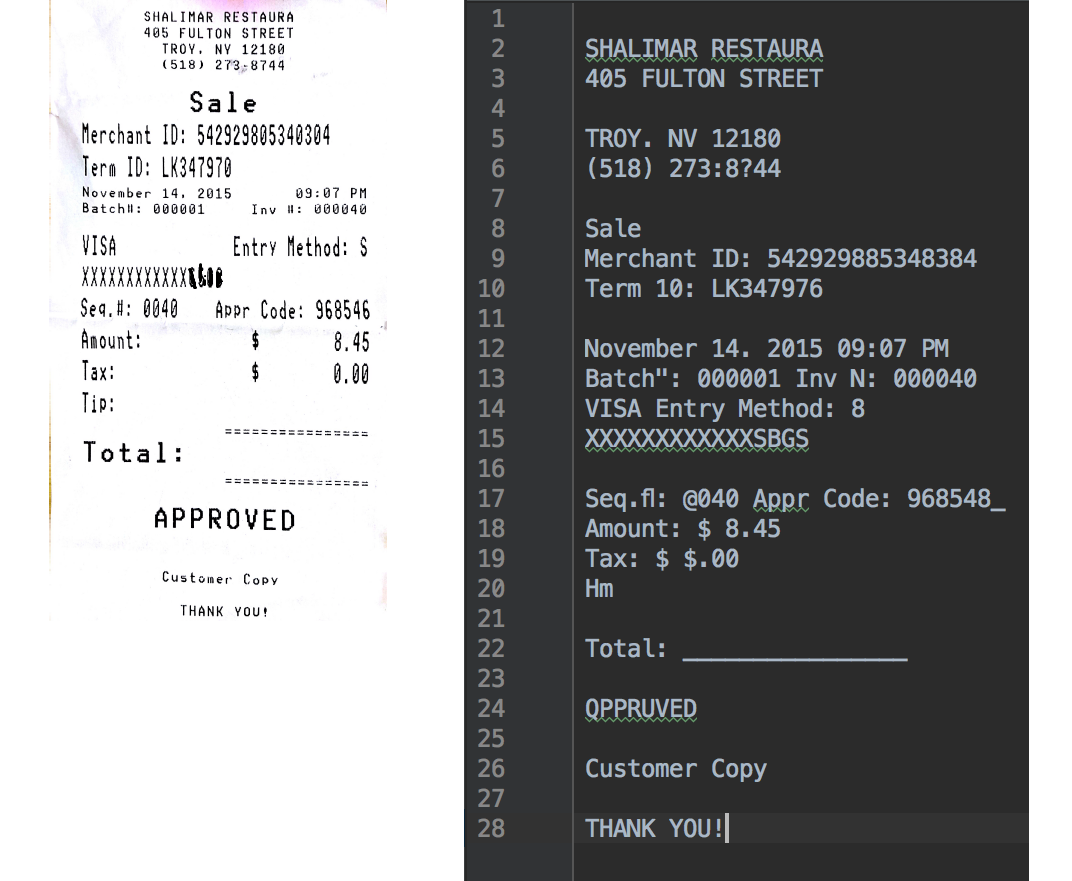 SHALIMAR RESTAURA
405 FULTON STREET
TROY, NY 12180
(518) 273-8744
Sale
Merchant ID: 542929805340304
Term ID: LK347970
November 14, 2015 09:07 PM
Batch#: 000001 Inv #: 000040
VISA Entry Method: S
XXXXXXXXXXXX
Seq.#: 0040 Appr Code: 968546
Amount: $ 8.45
Tax: $ 0.00
Tip:
================
Total:
================
APPROVED
Customer Copy
THANK YOU!
1
2 SHALIMAR RESTAURA
3 405 FULTON STREET
4
5 TROY. NV 12180
6 (518) 273:8?44
7
8 Sale
9 Merchant ID: 542929885348384
10 Term 10: LK347976
11
12 November 14. 2015 09:07 PM
13 Batch": 000001 Inv N: 000040
14 VISA Entry Method: 8
15 XXXXXXXXXXXXSBGS
16
17 Seq.fl: @040 Appr Code: 968548_
18 Amount: $ 8.45
19 Tax: $ $.00
20 Hm
21
22 Total: ________________
23
24 QPPRUVED
25
26 Customer Copy
27
28 THANK YOU!